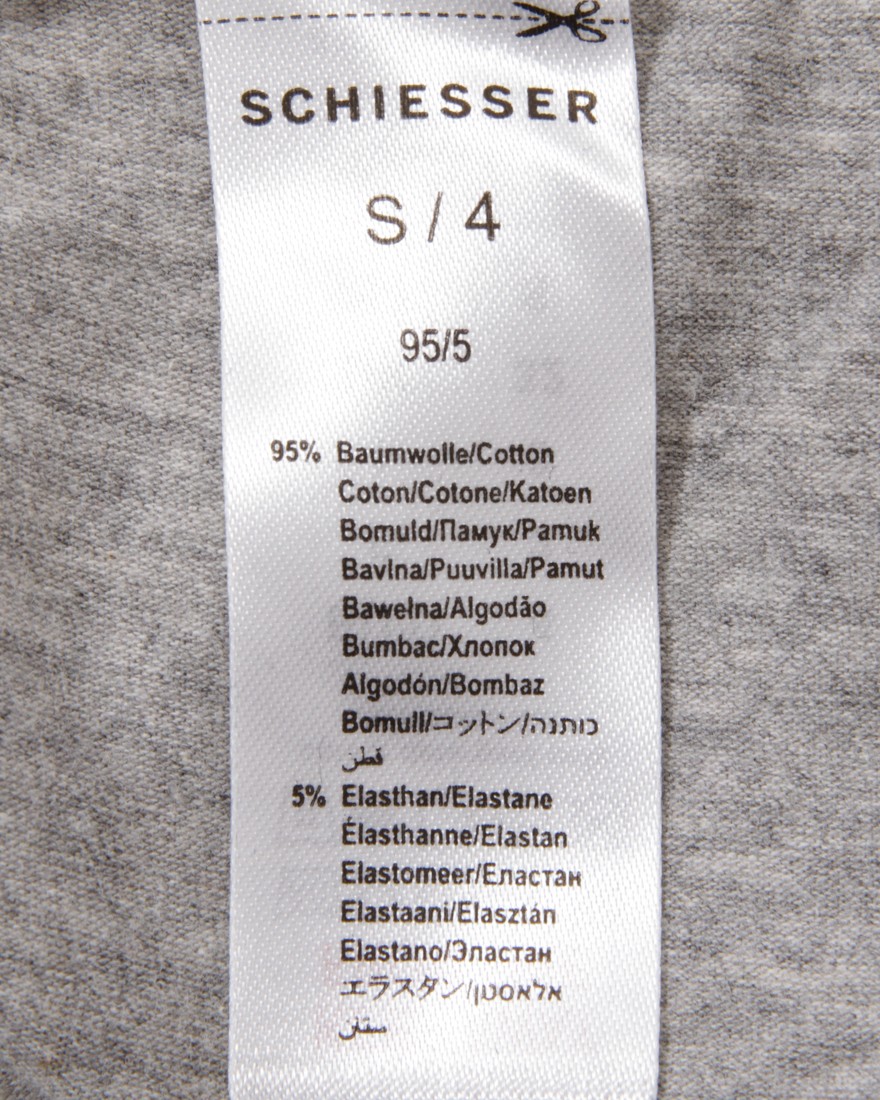 SCHIESSER
S / 4
95/5
95% Baumwolle/Cotton
Coton/Cotone/Katoen
Bomuld/Памук/Pamuk
Bavlna/Puuvilla/Pamut
Bawełna/Algodão
Bumbac/Хлопок
Algodón/Bombaz
Bomull/コットン/כותנה
قطن
5% Elasthan/Elastane
Élasthanne/Elastan
Elastomeer/Еластан
Elastaani/Elasztán
Elastano/Эластан
エラスタン/אלאסטן